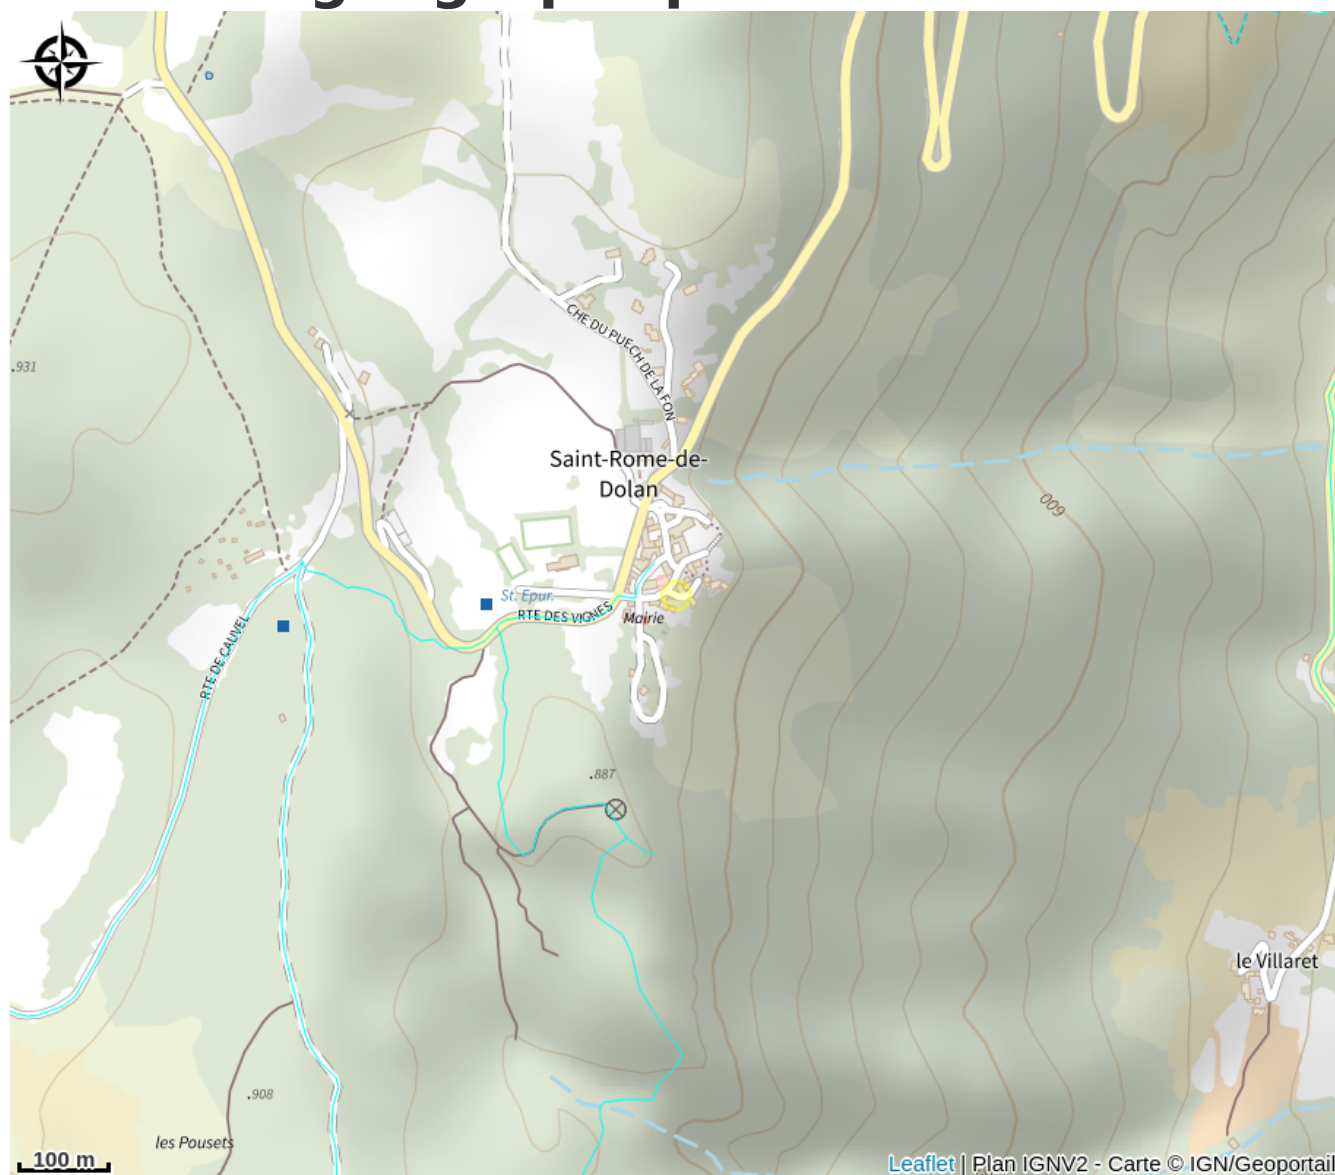 .931
CHE DU PUECH DE LA FON
Saint-Rome-de-
Dolan
600
St. Epur.
RTE DES VIGNES
Mairie
RTE DE CAUVEL
.887
le Villaret
.908
les Pousets
100 m
Leaflet | Plan IGNV2 - Carte © IGN/Geoportail